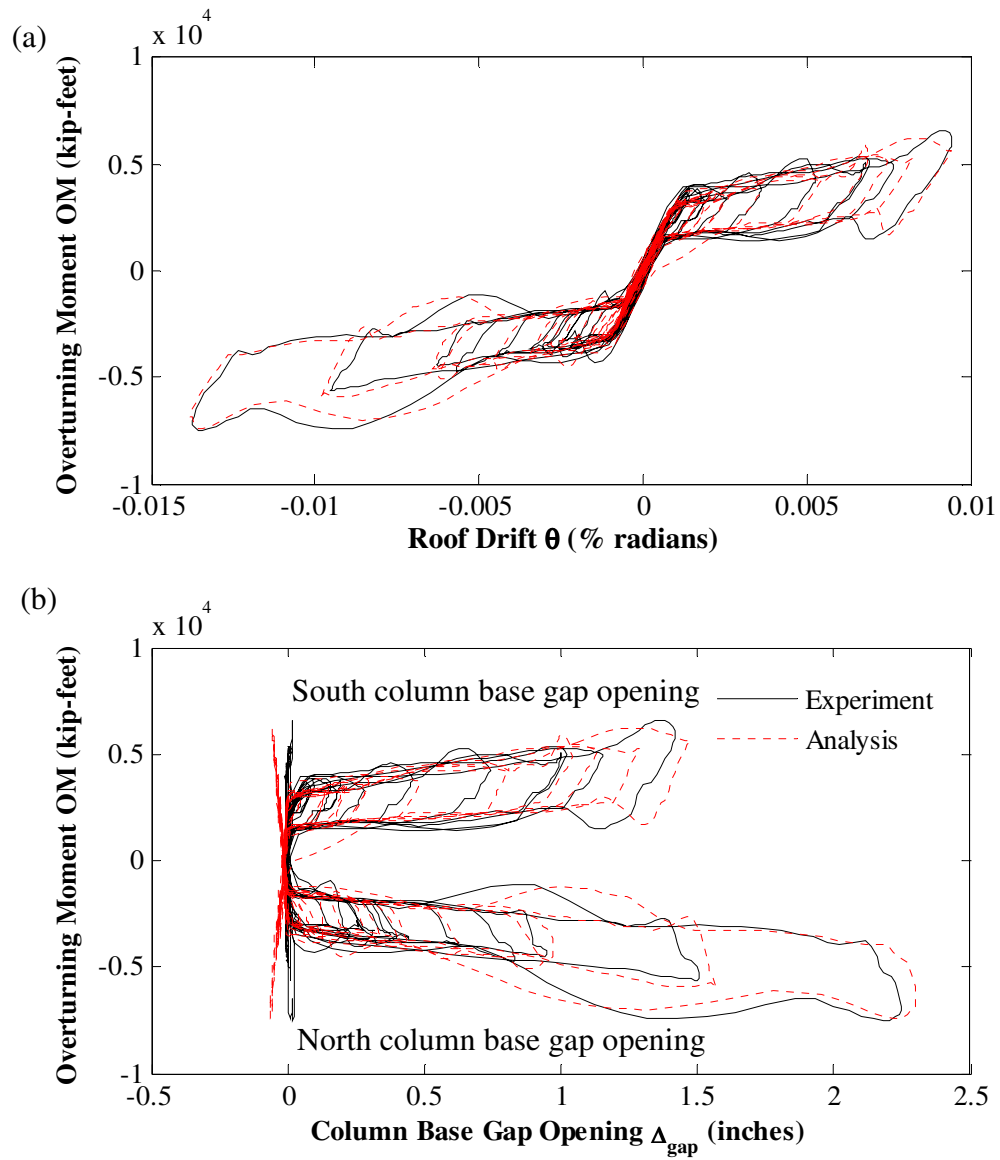 (a)
x 10^4
Overturning Moment OM (kip-feet)
1
0.5
0
-0.5
-1
-0.015
-0.01
-0.005
0
0.005
0.01
Roof Drift θ (% radians)
(b)
x 10^4
Overturning Moment OM (kip-feet)
1
0.5
0
-0.5
-1
South column base gap opening
Experiment
Analysis
North column base gap opening
-0.5
0
0.5
1
1.5
2
2.5
Column Base Gap Opening Δ_gap (inches)